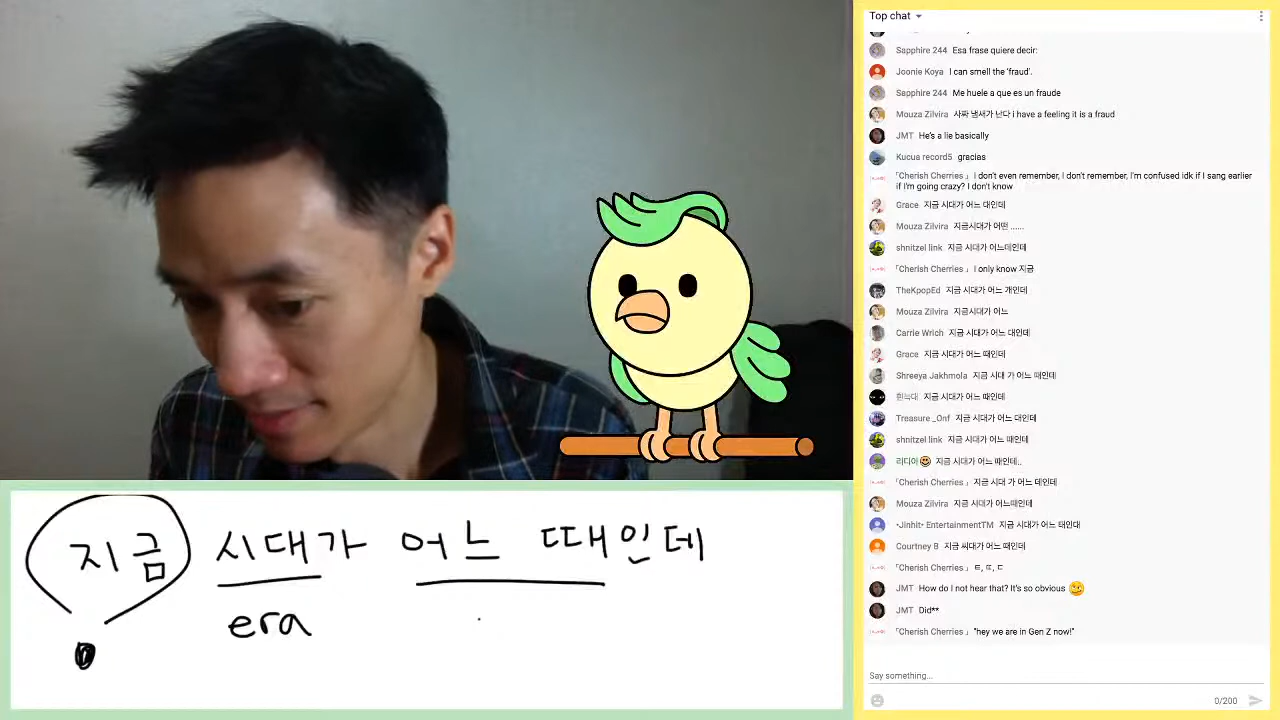 Top chat
Sapphire 244 Esa frase quiere decir:
Joonie Koya I can smell the 'fraud'.
Sapphire 244 Me huele a que es un fraude
Mouza Zilvira 사짜 냄새가 난다 i have a feeling it is a fraud
JMT He's a lie basically
Kucua record5 gracias
「Cherish Cherries」 I don't even remember, I don't remember, I'm confused idk if I sang earlier
if I'm going crazy? I don't know
Grace 지금 시대가 어느 대인데
Mouza Zilvira 지금시대가 어떤 ......
shnitzel link 지금 시대가 어느데인데
「Cherish Cherries」 I only know 지금
TheKpopEd 지금 시대가 어느 개인데
Mouza Zilvira 지금시대가 어느
Carrie Wrich 지금 시대가 어느 대인데
Grace 지금 시대가 어느 때인데
Shreeya Jakhmola 지금 시대 가 어느 때인데
흰늑대 지금 시대가 어느 때인데
Treasure_Onf 지금 시대가 어느 대인데
shnitzel link 지금 시대가 어느 때인데
라디아 지금 시대가 어느 때인데..
「Cherish Cherries」 지금 시대 가 어느 데인데
Mouza Zilvira 지금 시대가 어느때인데
•Jinhit• EntertainmentTM 지금 시대가 어느 태인대
Courtney B 지금 씨대가 어느 때인데
「Cherish Cherries」 ㅌ, ㄸ, ㄷ
JMT How do I not hear that? It's so obvious
JMT Did**
「Cherish Cherries」 "hey we are in Gen Z now!"
Say something...
0/200
지금 시대가 어느 때인데
era